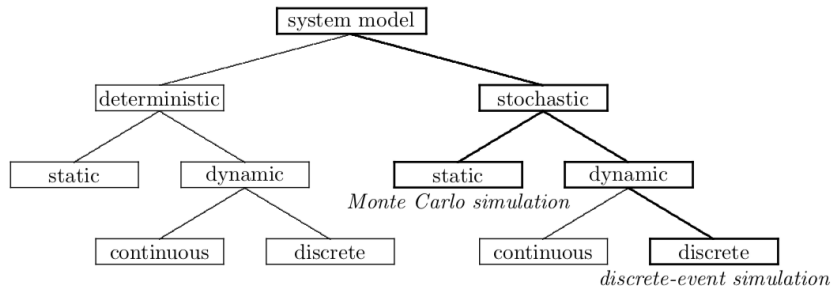 system model
deterministic
stochastic
static
dynamic
static
dynamic
Monte Carlo simulation
continuous
discrete
continuous
discrete
discrete-event simulation